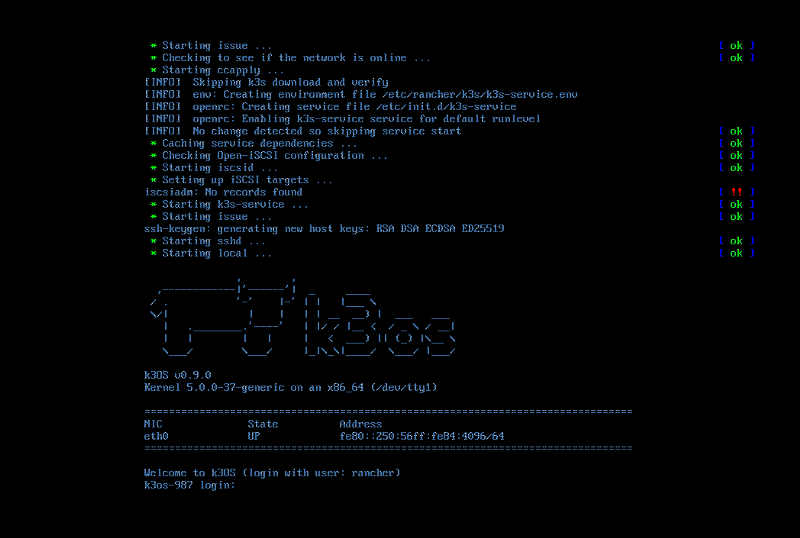 * Starting issue ... [ ok ]
* Checking to see if the network is online ... [ ok ]
* Starting ccapply ...
[INFO]  Skipping k3s download and verify
[INFO]  env: Creating environment file /etc/rancher/k3s/k3s-service.env
[INFO]  openrc: Creating service file /etc/init.d/k3s-service
[INFO]  openrc: Enabling k3s-service service for default runlevel
[INFO]  No change detected so skipping service start [ ok ]
* Caching service dependencies ... [ ok ]
* Checking Open-iSCSI configuration ... [ ok ]
* Starting iscsid ... [ ok ]
* Setting up iSCSI targets ...
iscsiadm: No records found [ !! ]
* Starting k3s-service ... [ ok ]
* Starting issue ... [ ok ]
ssh-keygen: generating new host keys: RSA DSA ECDSA ED25519
* Starting sshd ... [ ok ]
* Starting local ... [ ok ]
k3os
k3OS v0.9.0
Kernel 5.0.0-37-generic on an x86_64 (/dev/tty1)
================================================================================
NIC State Address
eth0 UP fe80::250:56ff:fe84:4096/64
================================================================================
Welcome to k3OS (login with user: rancher)
k3os-987 login: